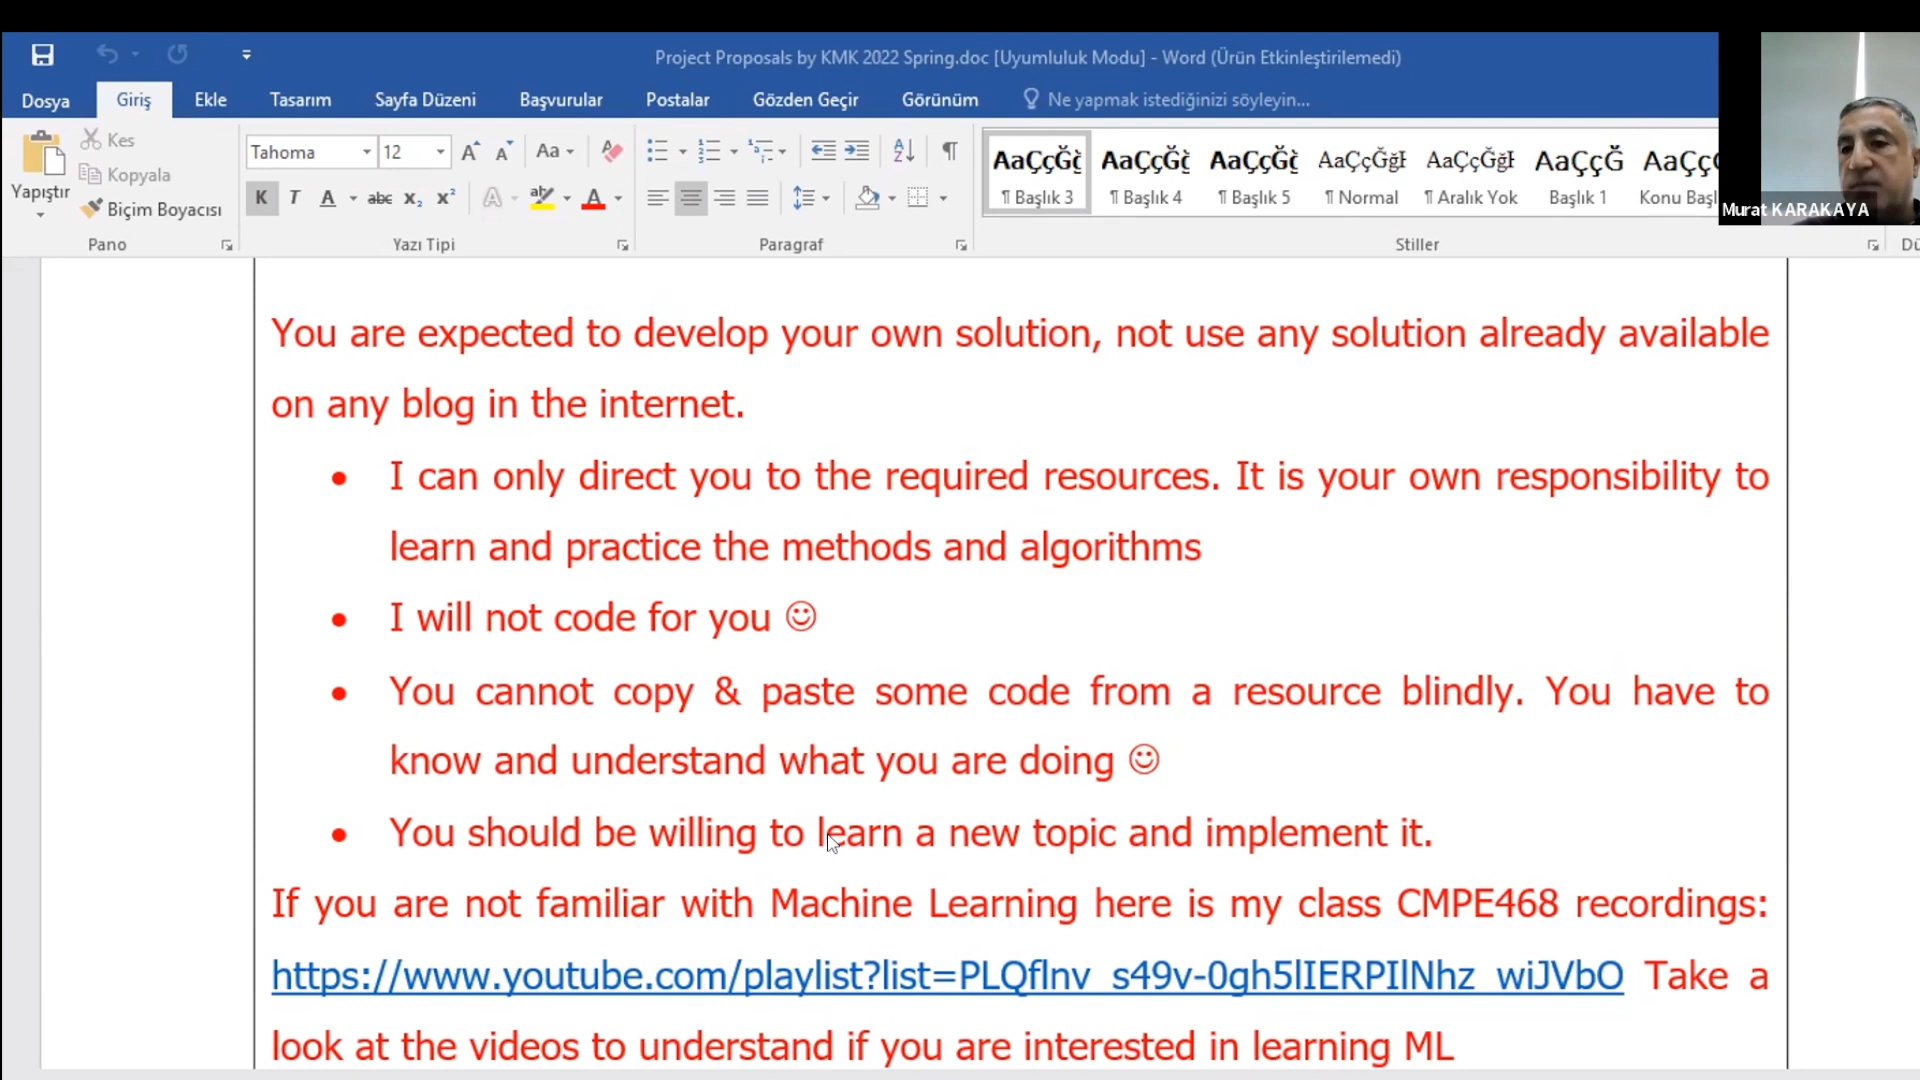 Project Proposals by KMK 2022 Spring.doc [Uyumluluk Modu] - Word (Ürün Etkinleştirilemedi)
Dosya Giriş Ekle Tasarım Sayfa Düzeni Başvurular Postalar Gözden Geçir Görünüm Ne yapmak istediğinizi söyleyin...
Yapıştır
Kes
Kopyala
Biçim Boyacısı
Pano
Tahoma 12
Yazı Tipi
Paragraf
AaÇçĞğ AaÇçĞğ AaÇçĞğ AaÇçĞğH AaÇçĞğH AaÇçĞ AaÇç
¶ Başlık 3 ¶ Başlık 4 ¶ Başlık 5 ¶ Normal ¶ Aralık Yok Başlık 1 Konu Başl
Stiller
Murat KARAKAYA
You are expected to develop your own solution, not use any solution already available
on any blog in the internet.
• I can only direct you to the required resources. It is your own responsibility to
learn and practice the methods and algorithms
• I will not code for you ☺
• You cannot copy & paste some code from a resource blindly. You have to
know and understand what you are doing ☺
• You should be willing to learn a new topic and implement it.
If you are not familiar with Machine Learning here is my class CMPE468 recordings:
https://www.youtube.com/playlist?list=PLQflnv_s49v-0gh5lIERPIlNhz_wiJVbO Take a
look at the videos to understand if you are interested in learning ML